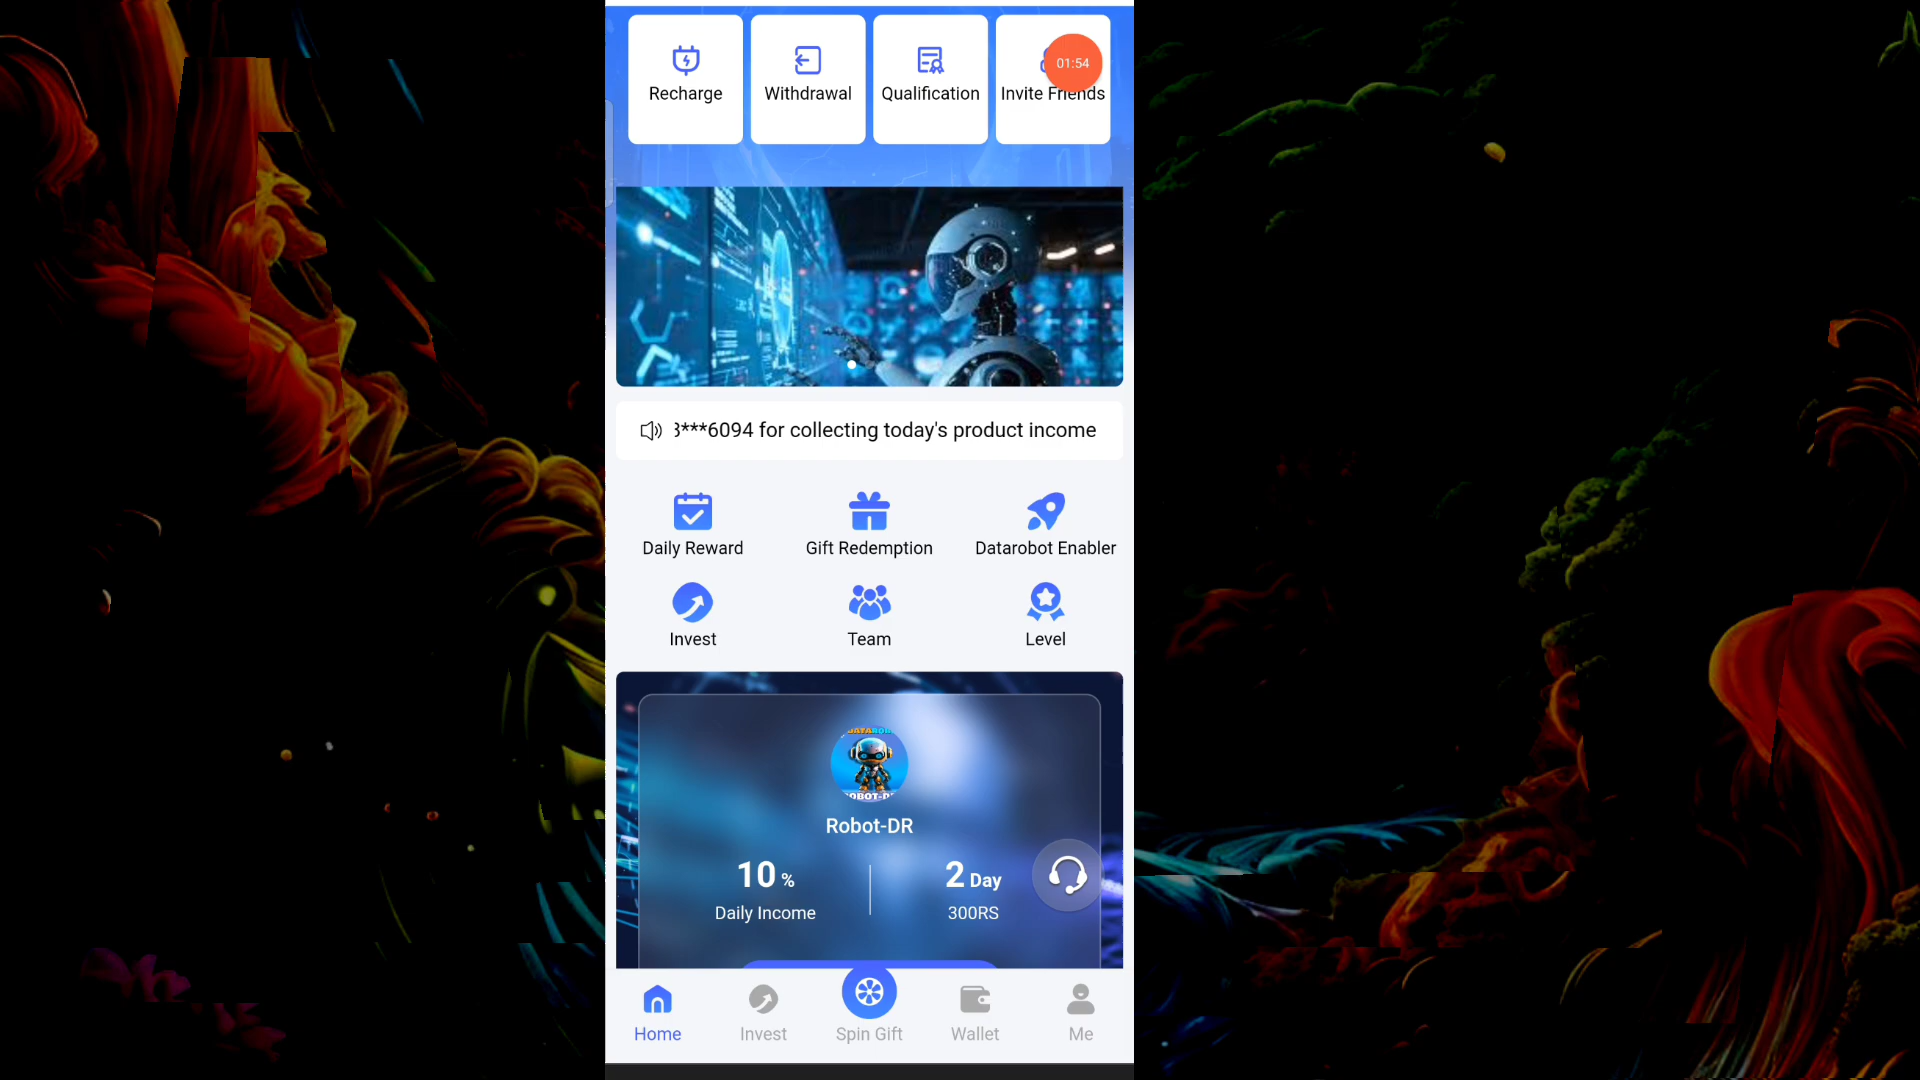 Recharge
Withdrawal
Qualification
Invite Friends
01:54
3***6094 for collecting today's product income
Daily Reward
Gift Redemption
Datarobot Enabler
Invest
Team
Level
Robot-DR
10 %
2 Day
Daily Income
300RS
Home
Invest
Spin Gift
Wallet
Me